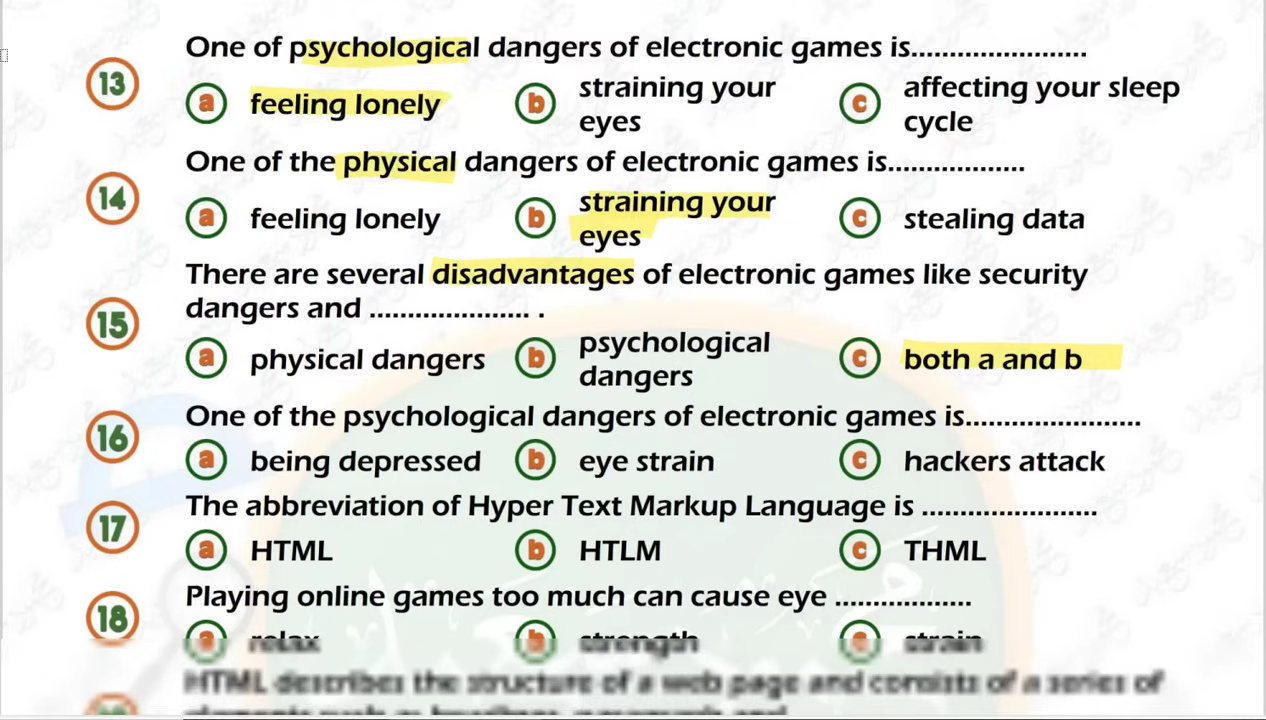 One of psychological dangers of electronic games is.......................
13
a feeling lonely b straining your eyes c affecting your sleep cycle
One of the physical dangers of electronic games is..................
14
a feeling lonely b straining your eyes c stealing data
There are several disadvantages of electronic games like security
dangers and ..................... .
15
a physical dangers b psychological dangers c both a and b
One of the psychological dangers of electronic games is.......................
16
a being depressed b eye strain c hackers attack
The abbreviation of Hyper Text Markup Language is .......................
17
a HTML b HTLM c THML
Playing online games too much can cause eye ..................
18
a relax b strength c strain
HTML describes the structure of a web page and consists of a series of